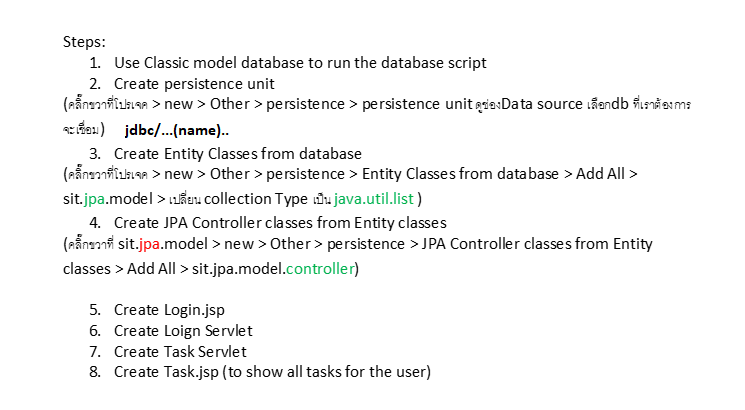 Steps:
1. Use Classic model database to run the database script
2. Create persistence unit
(คลิ๊กขวาที่โปรเจค > new > Other > persistence > persistence unit ดูช่องData source เลือกdb ที่เราต้องการ
จะเชื่อม) jdbc/...(name)..
3. Create Entity Classes from database
(คลิ๊กขวาที่โปรเจค > new > Other > persistence > Entity Classes from database > Add All >
sit.jpa.model > เปลี่ยน collection Type เป็น java.util.list )
4. Create JPA Controller classes from Entity classes
(คลิ๊กขวาที่ sit.jpa.model > new > Other > persistence > JPA Controller classes from Entity
classes > Add All > sit.jpa.model.controller)
5. Create Login.jsp
6. Create Loign Servlet
7. Create Task Servlet
8. Create Task.jsp (to show all tasks for the user)